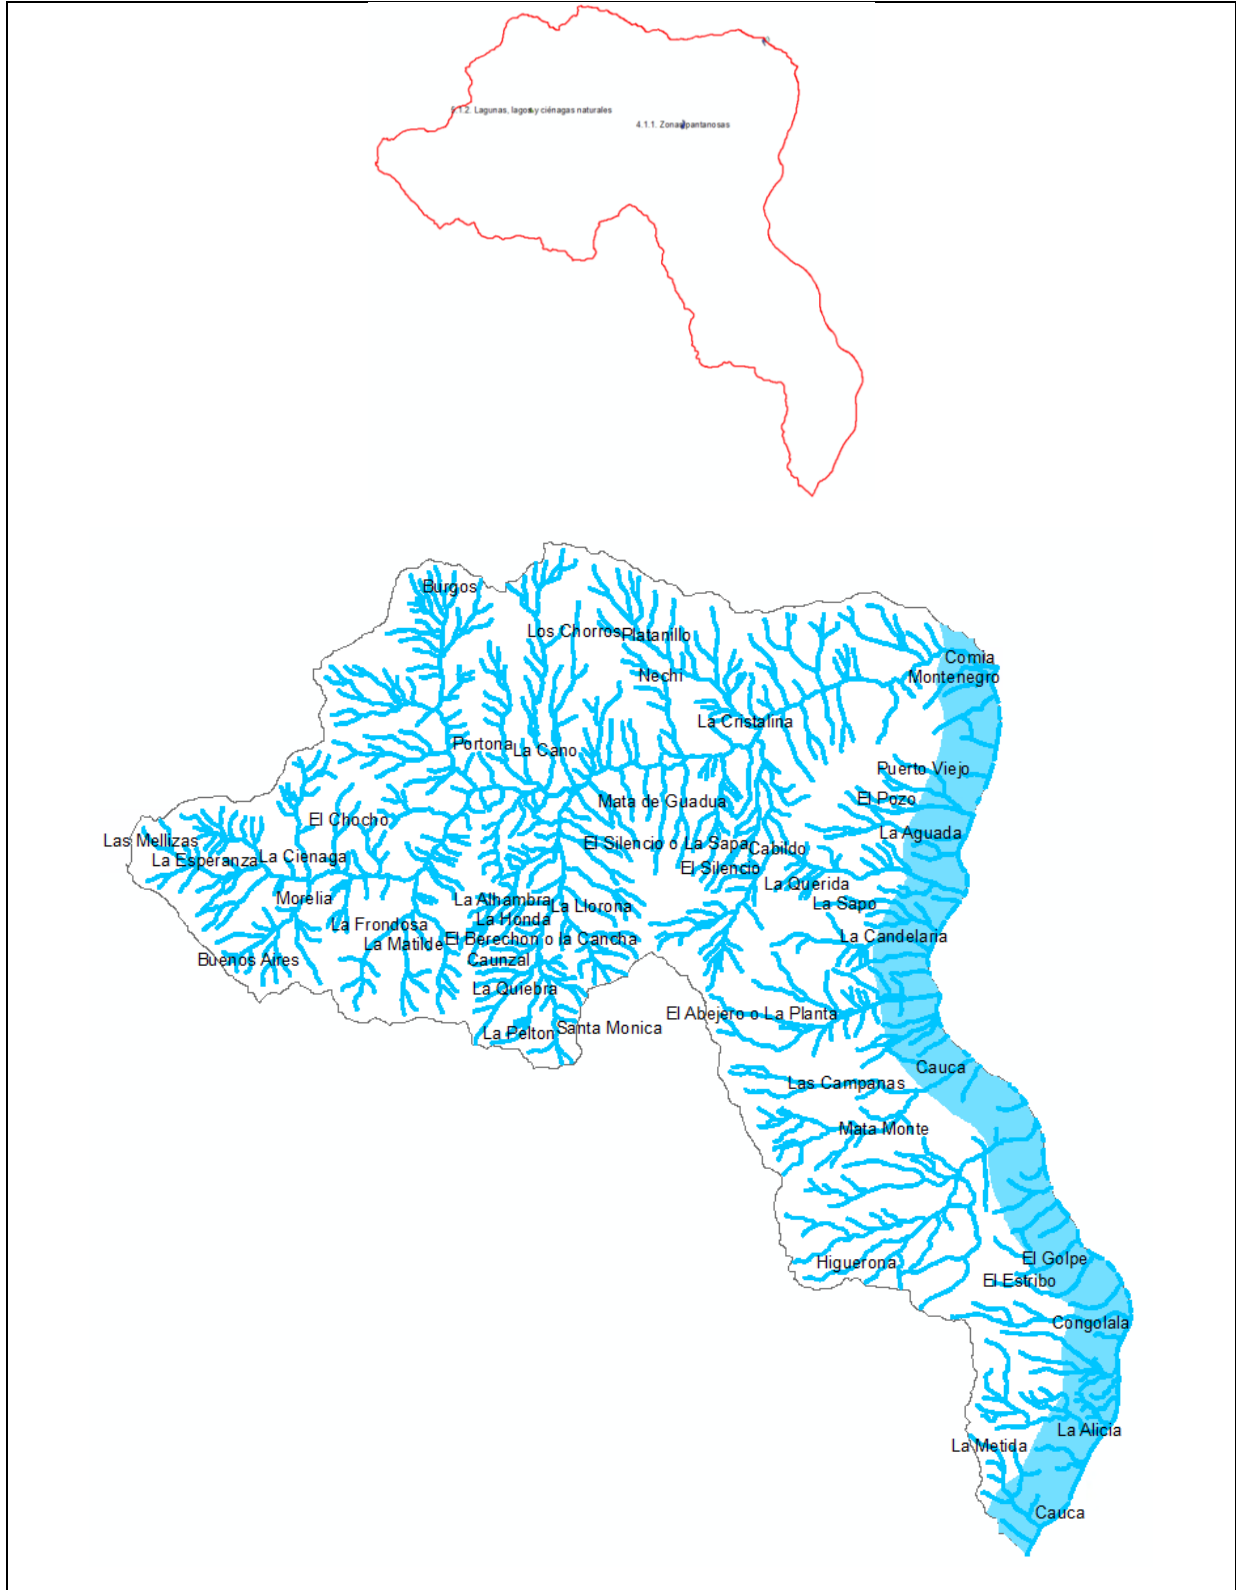 5.1.2. Lagunas, lagos y ciénagas naturales
4.1.1. Zonas pantanosas
Burgos
Los Chorros
Platanillo
Comia
Nechi
Montenegro
La Cristalina
Portona
La Cano
Puerto Viejo
El Pozo
Mata de Guadua
El Chocho
La Aguada
Las Mellizas
El Silencio o La Sapa
Cabildo
La Esperanza
La Cienaga
El Silencio
La Querida
Morelia
La Alhambra
La Llorona
La Sapo
La Honda
La Frondosa
La Matilde
El Berechon o la Cancha
La Candelaria
Buenos Aires
Caunzal
La Quiebra
El Abejero o La Planta
La Pelton
Santa Monica
Cauca
Las Campanas
Mata Monte
Higuerona
El Golpe
El Estribo
Congolala
La Alicia
La Metida
Cauca